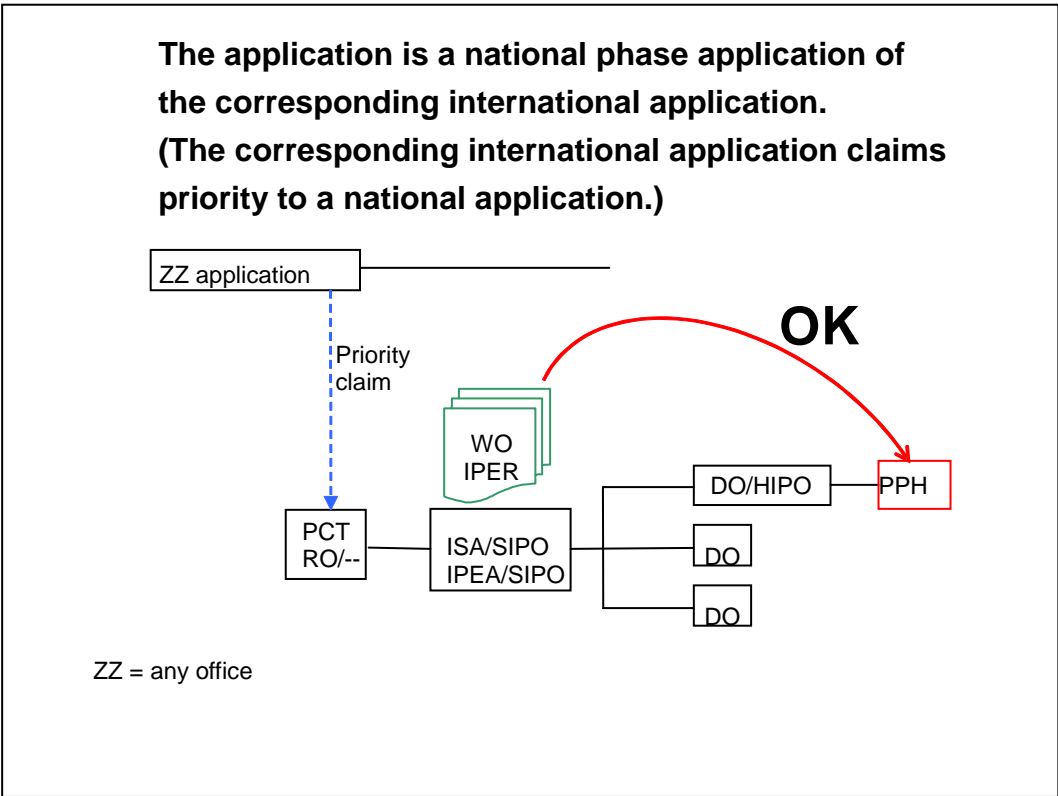 The application is a national phase application of
the corresponding international application.
(The corresponding international application claims
priority to a national application.)
ZZ application
OK
Priority
claim
WO
IPER
DO/HIPO
PPH
PCT
RO/--
ISA/SIPO
IPEA/SIPO
DO
DO
ZZ = any office